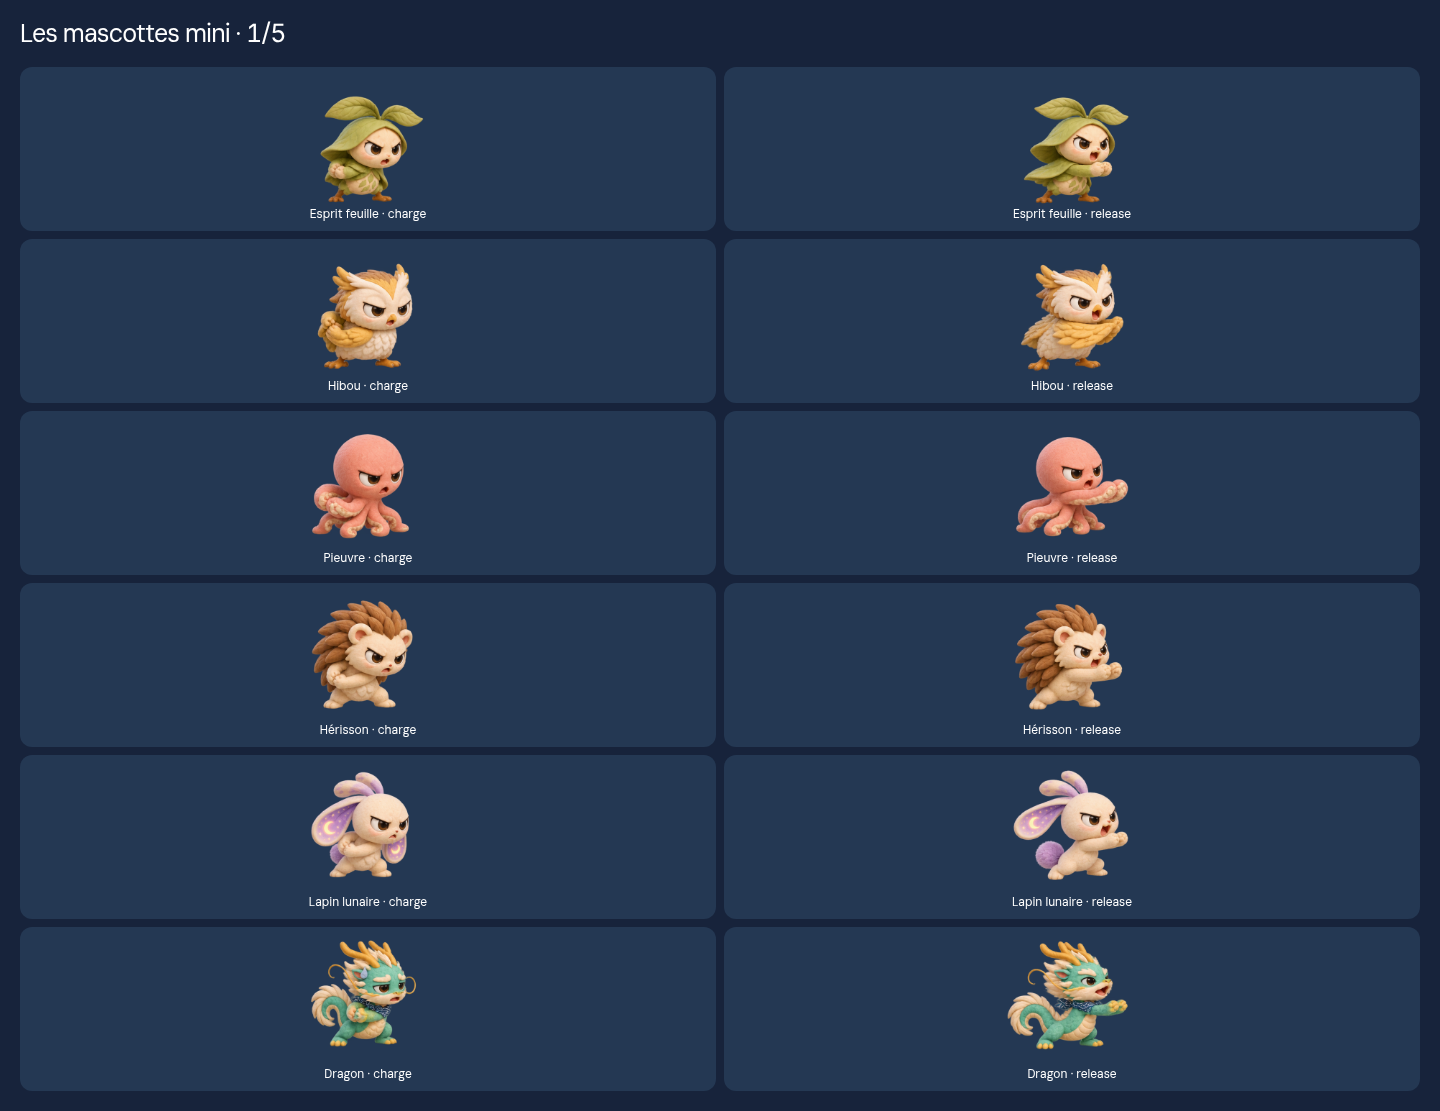 Les mascottes mini · 1/5
Esprit feuille · charge
Esprit feuille · release
Hibou · charge
Hibou · release
Pieuvre · charge
Pieuvre · release
Hérisson · charge
Hérisson · release
Lapin lunaire · charge
Lapin lunaire · release
Dragon · charge
Dragon · release